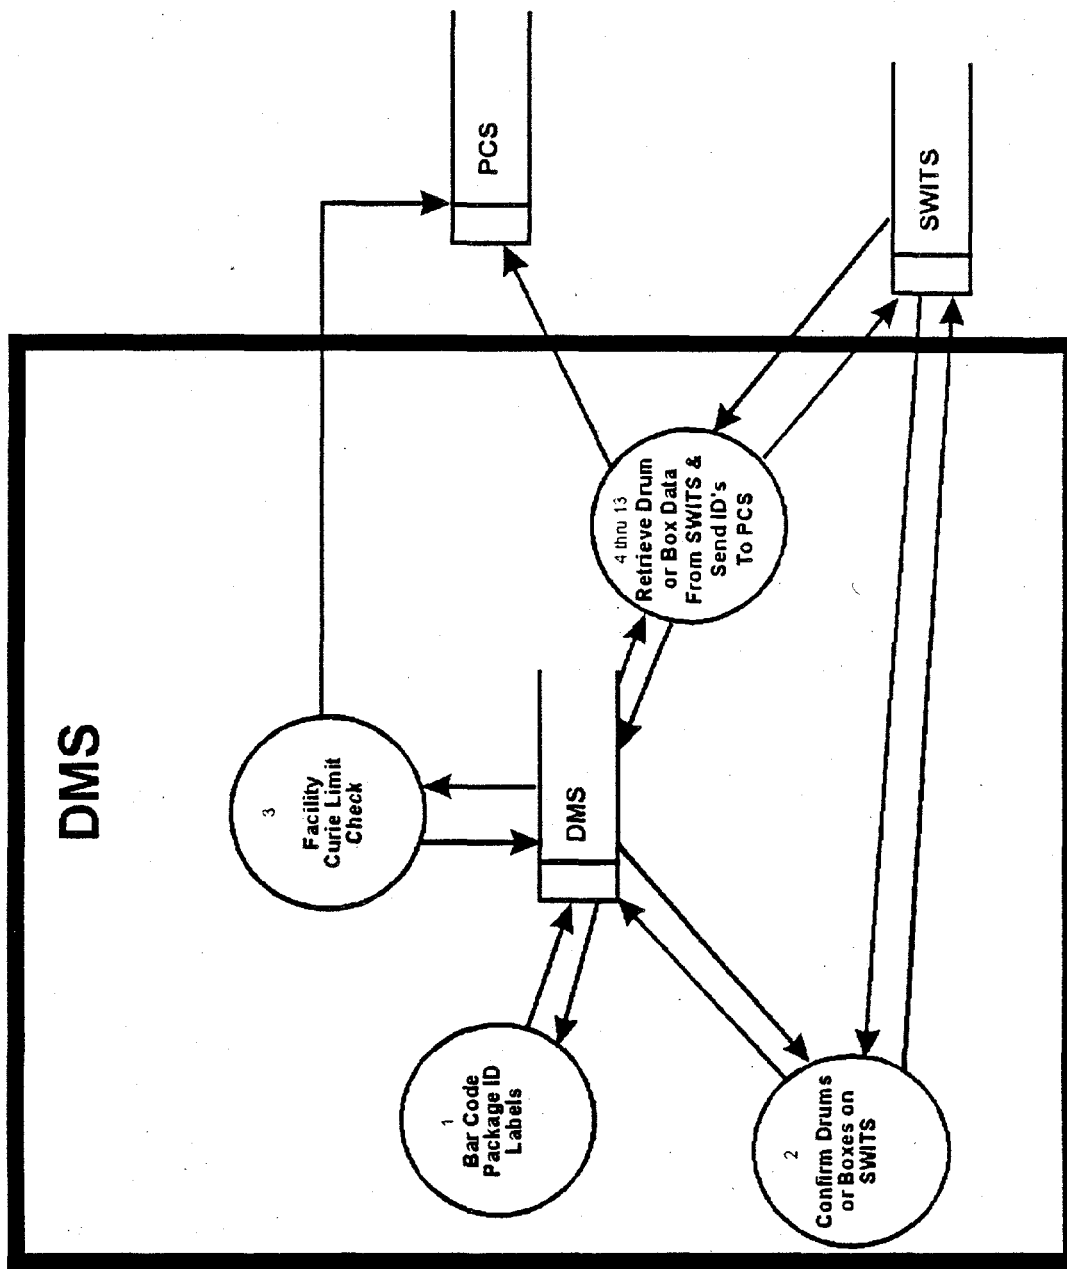 DMS
3
Facility
Curie Limit
Check
PCS
1
Bar Code
Package ID
Labels
DMS
4 thru 13
Retrieve Drum
or Box Data
From SWITS &
Send ID's
To PCS
2
Confirm Drums
or Boxes on
SWITS
SWITS